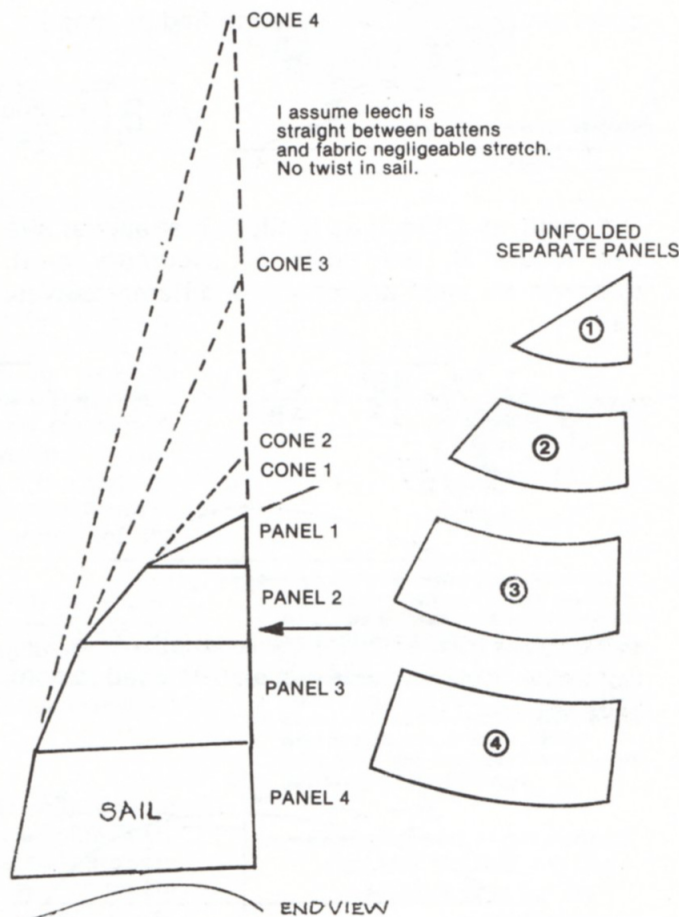 CONE 4
I assume leech is
straight between battens
and fabric negligeable stretch.
No twist in sail.
CONE 3
CONE 2
CONE 1
PANEL 1
PANEL 2
PANEL 3
PANEL 4
SAIL
END VIEW
UNFOLDED
SEPARATE PANELS
1
2
3
4